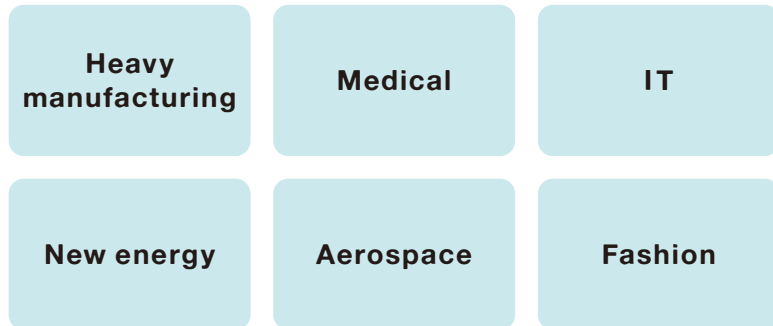 Heavy
manufacturing
Medical
IT
New energy
Aerospace
Fashion